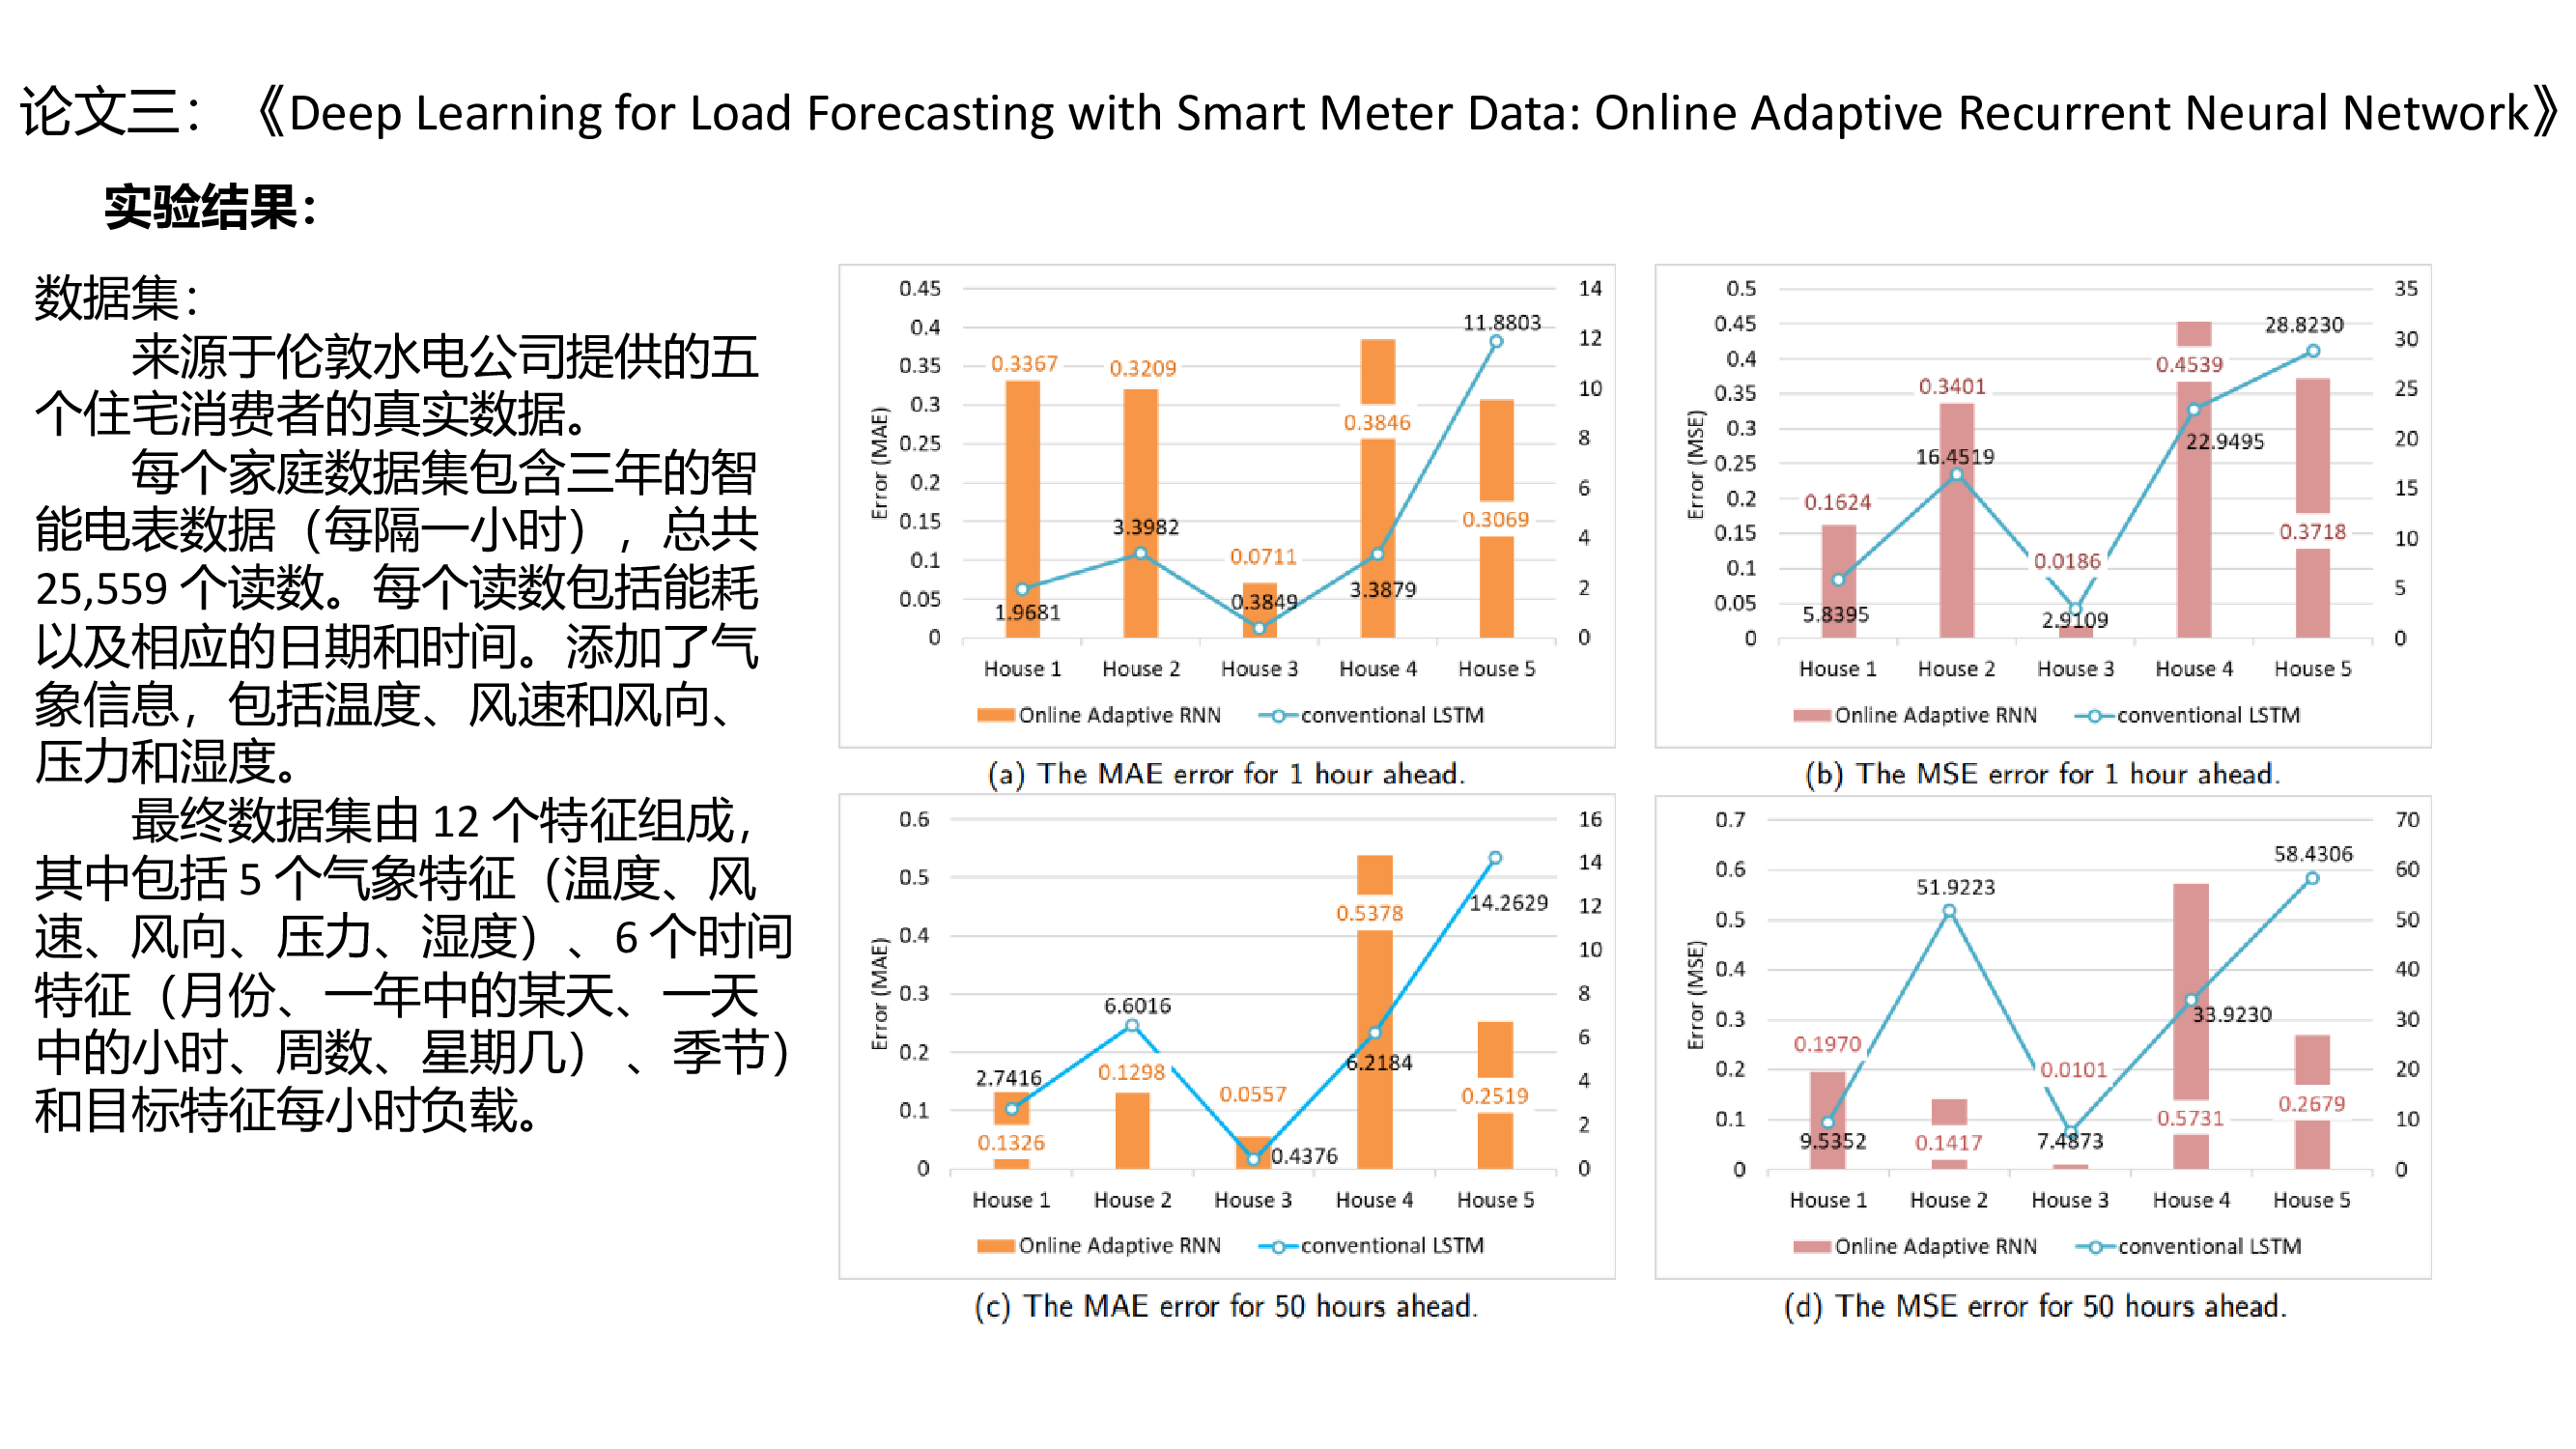 论文三：《Deep Learning for Load Forecasting with Smart Meter Data: Online Adaptive Recurrent Neural Network》
实验结果：
数据集：
来源于伦敦水电公司提供的五
个住宅消费者的真实数据。
每个家庭数据集包含三年的智
能电表数据（每隔一小时），总共
25,559 个读数。每个读数包括能耗
以及相应的日期和时间。添加了气
象信息，包括温度、风速和风向、
压力和湿度。
最终数据集由 12 个特征组成，
其中包括 5 个气象特征（温度、风
速、风向、压力、湿度）、6 个时间
特征（月份、一年中的某天、一天
中的小时、周数、星期几） 、季节）
和目标特征每小时负载。
0.45 14
0.4 12
0.35 10
0.3 8
0.25
0.2 6
0.15 4
0.1
0.05 2
0 0
Error (MAE)
0.3367 0.3209 0.0711 0.3846 0.3069
1.9681 3.3982 0.3849 3.3879 11.8803
House 1 House 2 House 3 House 4 House 5
Online Adaptive RNN conventional LSTM
(a) The MAE error for 1 hour ahead.
0.5 35
0.45 30
0.4 25
0.35
0.3 20
0.25
0.2 15
0.15 10
0.1 5
0.05
0 0
Error (MSE)
0.1624 0.3401 0.0186 0.4539 0.3718
5.8395 16.4519 2.9109 22.9495 28.8230
House 1 House 2 House 3 House 4 House 5
Online Adaptive RNN conventional LSTM
(b) The MSE error for 1 hour ahead.
0.6 16
0.5 14
12
0.4 10
0.3 8
0.2 6
4
0.1 2
0 0
Error (MAE)
0.1326 0.1298 0.0557 0.5378 0.2519
2.7416 6.6016 0.4376 6.2184 14.2629
House 1 House 2 House 3 House 4 House 5
Online Adaptive RNN conventional LSTM
(c) The MAE error for 50 hours ahead.
0.7 70
0.6 60
0.5 50
0.4 40
0.3 30
0.2 20
0.1 10
0 0
Error (MSE)
0.1970 0.1417 0.0101 0.5731 0.2679
9.5352 51.9223 7.4873 33.9230 58.4306
House 1 House 2 House 3 House 4 House 5
Online Adaptive RNN conventional LSTM
(d) The MSE error for 50 hours ahead.